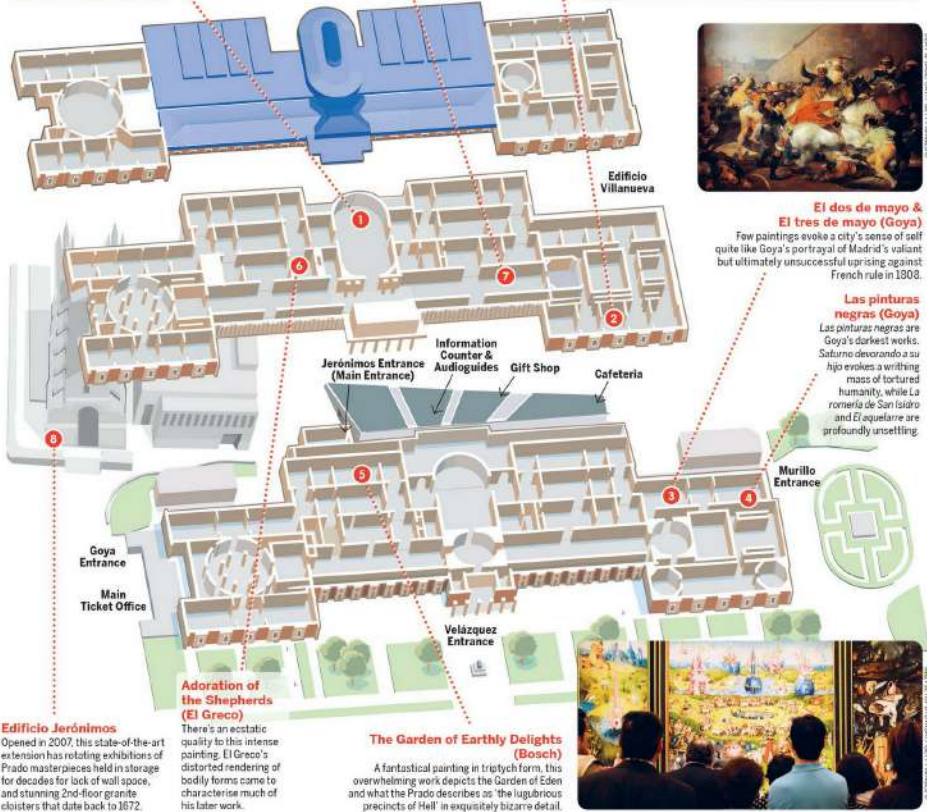 1
6
7
2
Edificio
Villanueva
El dos de mayo &
El tres de mayo (Goya)
Few paintings evoke a city's sense of self
quite like Goya's portrayal of Madrid's valiant
but ultimately unsuccessful uprising against
French rule in 1808.
Las pinturas
negras (Goya)
Las pinturas negras are
Goya's darkest works.
Saturno devorando a su
hijo evokes a writhing
mass of tortured
humanity, while La
romería de San Isidro
and El aquelarre are
profoundly unsettling.
Jerónimos Entrance
(Main Entrance)
Information
Counter &
Audioguides
Gift Shop
Cafeteria
8
5
3
4
Murillo
Entrance
Goya
Entrance
Main
Ticket Office
Velázquez
Entrance
Edificio Jerónimos
Opened in 2007, this state-of-the-art
extension has rotating exhibitions of
Prado masterpieces held in storage
for decades for lack of wall space,
and stunning 2nd-floor granite
cloisters that date back to 1672.
Adoration of
the Shepherds
(El Greco)
There's an ecstatic
quality to this intense
painting. El Greco's
distorted rendering of
bodily forms came to
characterise much of
his later work.
The Garden of Earthly Delights
(Bosch)
A fantastical painting in triptych form, this
overwhelming work depicts the Garden of Eden
and what the Prado describes as 'the lugubrious
precincts of Hell' in exquisitely bizarre detail.